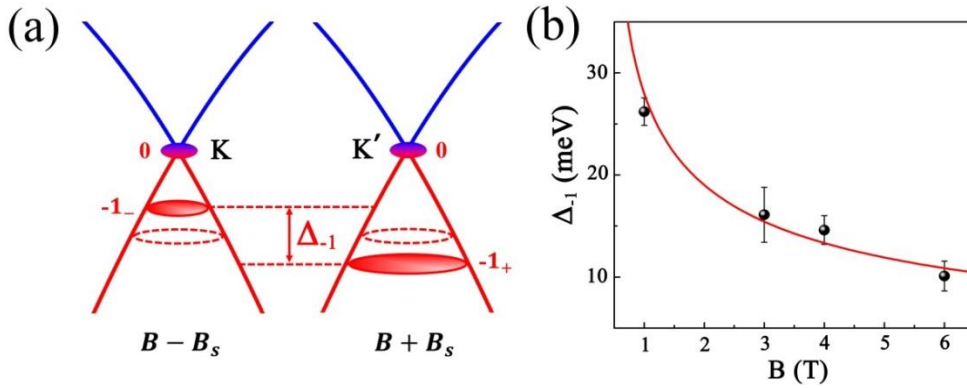 (a)
0 K
K′ 0
-1₋
Δ₋₁
-1₊
B − Bₛ
B + Bₛ
(b)
Δ₋₁ (meV)
30
20
10
1 2 3 4 5 6
B (T)